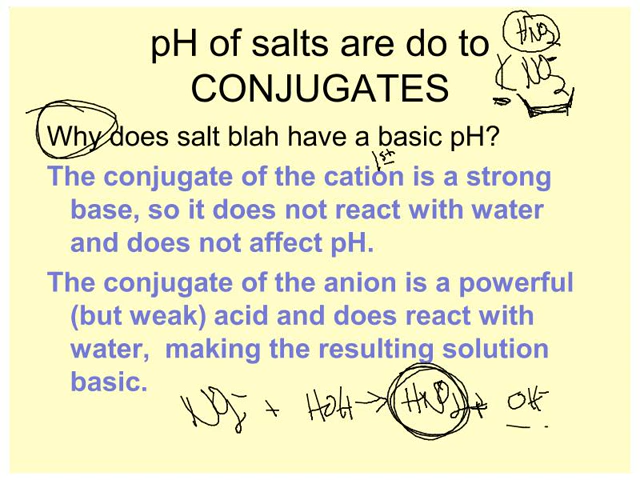 pH of salts are do to
CONJUGATES
HNO₂
NO₂⁻
Why does salt blah have a basic pH?
1st
The conjugate of the cation is a strong
base, so it does not react with water
and does not affect pH.
The conjugate of the anion is a powerful
(but weak) acid and does react with
water, making the resulting solution
basic.
NO₂⁻ + HOH → HNO₂ + OH⁻